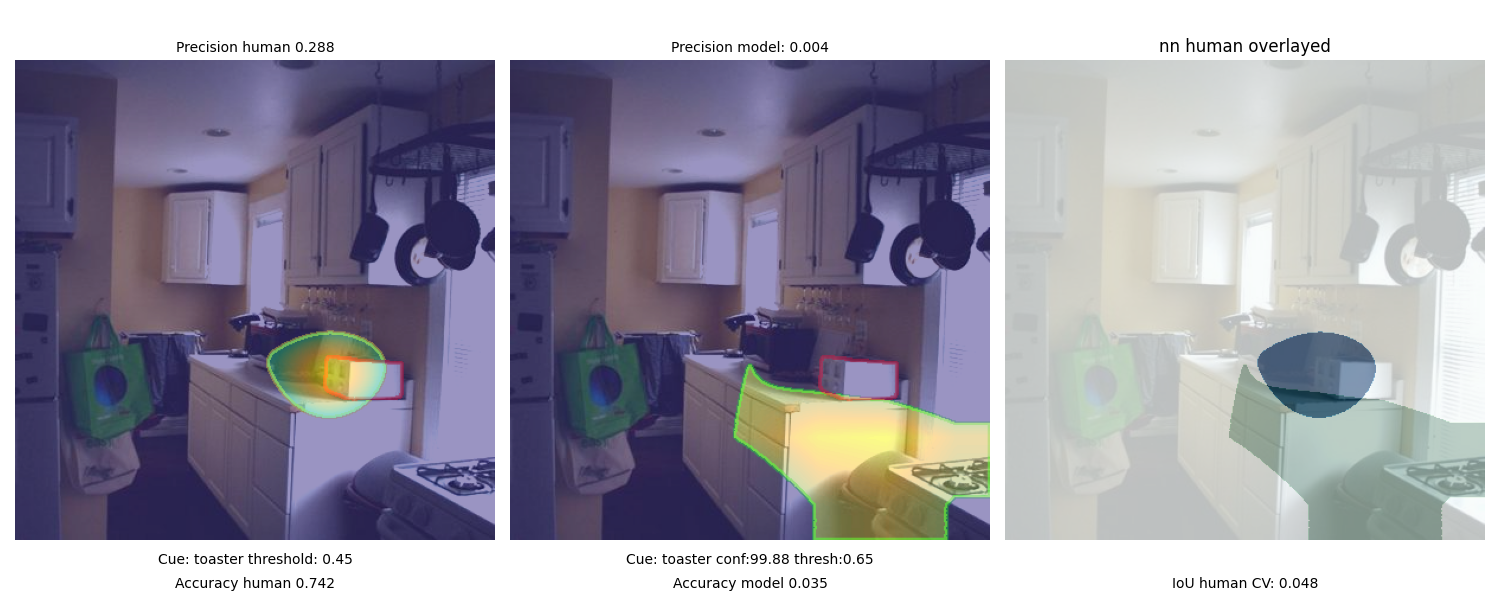 Precision human 0.288
Precision model: 0.004
nn human overlayed
Cue: toaster threshold: 0.45
Cue: toaster conf:99.88 thresh:0.65
Accuracy human 0.742
Accuracy model 0.035
IoU human CV: 0.048